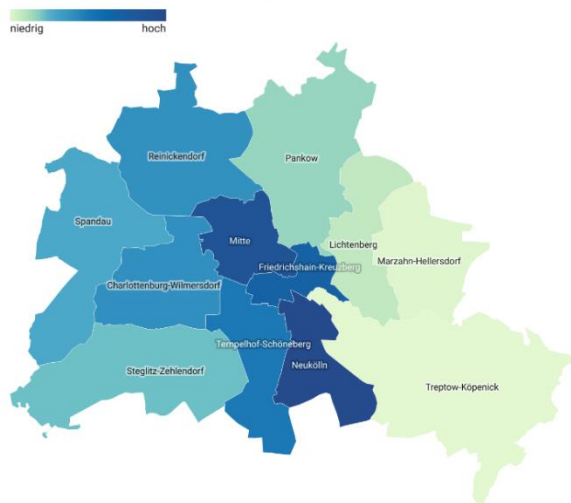 niedrig hoch
Reinickendorf
Pankow
Spandau
Mitte
Lichtenberg
Marzahn-Hellersdorf
Friedrichshain-Kreuzberg
Charlottenburg-Wilmersdorf
Tempelhof-Schöneberg
Steglitz-Zehlendorf
Neukölln
Treptow-Köpenick